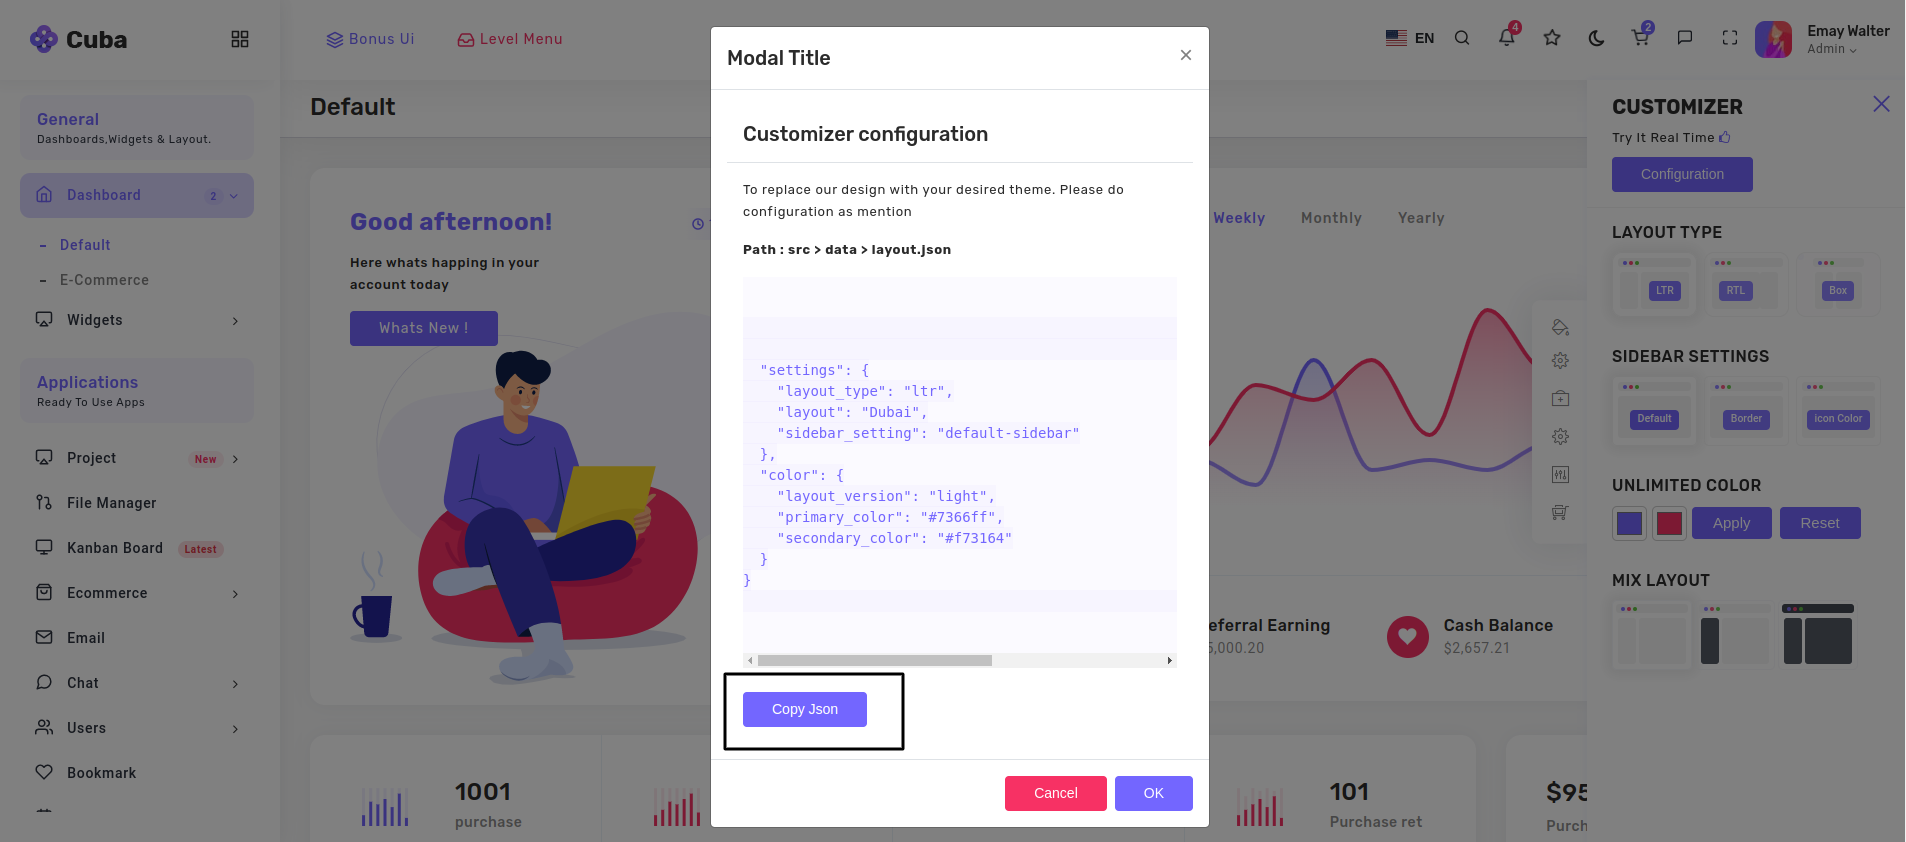 Cuba
Bonus Ui
Level Menu
EN
4
2
Emay Walter
Admin
General
Dashboards,Widgets & Layout.
Dashboard 2
Default
E-Commerce
Widgets
Applications
Ready To Use Apps
Project New
File Manager
Kanban Board Latest
Ecommerce
Email
Chat
Users
Bookmark
Default
Good afternoon!
Here whats happing in your
account today
Whats New !
1001
purchase
Modal Title
×
Customizer configuration
To replace our design with your desired theme. Please do
configuration as mention
Path : src > data > layout.json
"settings": {
"layout_type": "ltr",
"layout": "Dubai",
"sidebar_setting": "default-sidebar"
},
"color": {
"layout_version": "light",
"primary_color": "#7366ff",
"secondary_color": "#f73164"
}
}
Copy Json
Cancel
OK
Weekly
Monthly
Yearly
eferral Earning
5,000.20
Cash Balance
$2,657.21
101
Purchase ret
$95
Purch
CUSTOMIZER
Try It Real Time
Configuration
LAYOUT TYPE
LTR
RTL
Box
SIDEBAR SETTINGS
Default
Border
icon Color
UNLIMITED COLOR
Apply
Reset
MIX LAYOUT